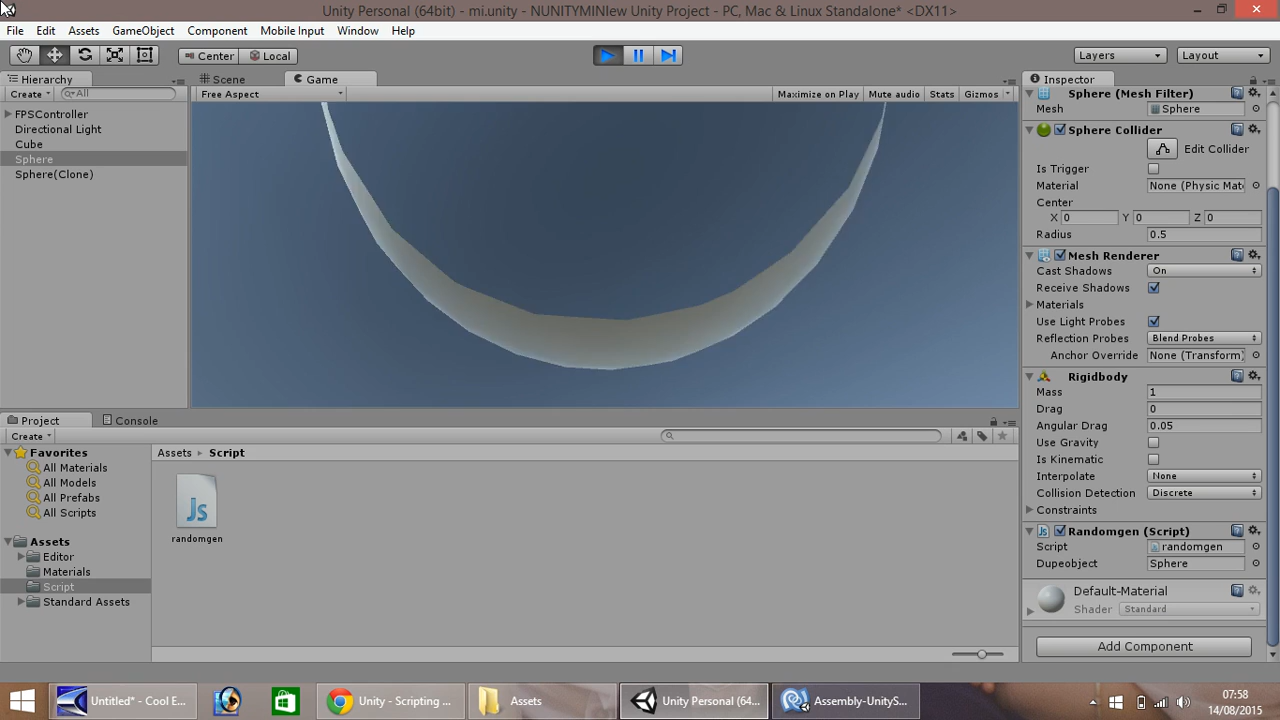 Unity Personal (64bit) - mi.unity - NUNITYMINIew Unity Project - PC, Mac & Linux Standalone* <DX11>
File Edit Assets GameObject Component Mobile Input Window Help
Center Local Layers Layout
Hierarchy Scene Game Inspector
Create All Free Aspect Maximize on Play Mute audio Stats Gizmos
FPSController
Directional Light
Cube
Sphere
Sphere(Clone)
Sphere (Mesh Filter)
Mesh Sphere
Sphere Collider
Edit Collider
Is Trigger
Material None (Physic Mat
Center
X 0 Y 0 Z 0
Radius 0.5
Mesh Renderer
Cast Shadows On
Receive Shadows
Materials
Use Light Probes
Reflection Probes Blend Probes
Anchor Override None (Transform)
Rigidbody
Mass 1
Drag 0
Angular Drag 0.05
Use Gravity
Is Kinematic
Interpolate None
Collision Detection Discrete
Constraints
Randomgen (Script)
Script randomgen
Dupeobject Sphere
Default-Material
Shader Standard
Add Component
Project Console
Create
Favorites
All Materials
All Models
All Prefabs
All Scripts
Assets
Editor
Materials
Script
Standard Assets
Assets Script
Js
randomgen
Untitled* - Cool E... Unity - Scripting ... Assets Unity Personal (64... Assembly-UnityS...
07:58
14/08/2015